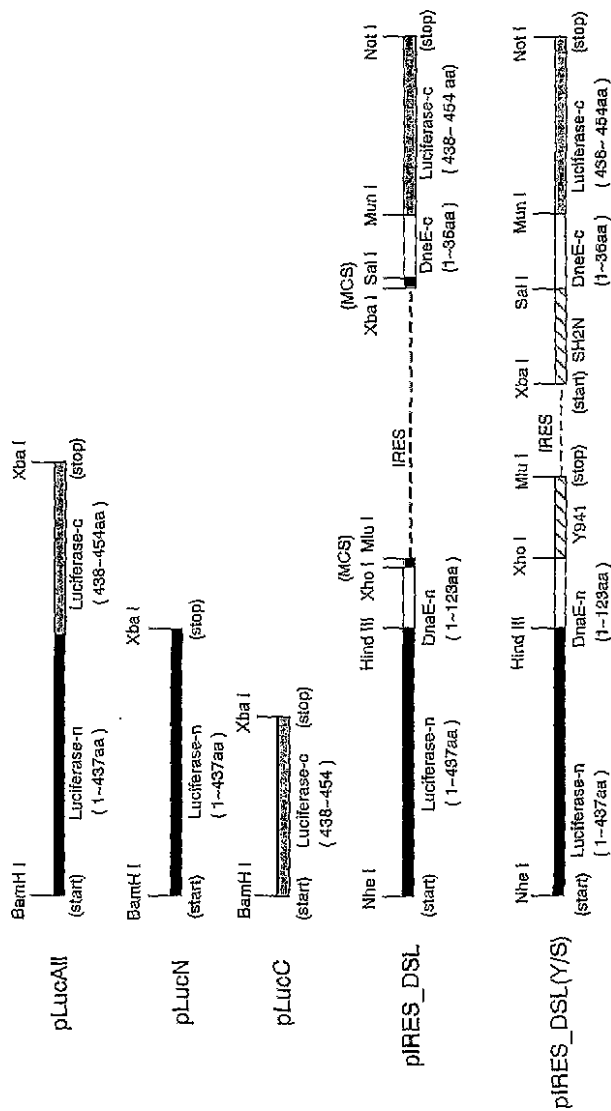 pLucAll
BamH I
Xba I
(start)
Luciferase-n
Luciferase-c
(stop)
( 1~437aa )
( 438~454aa )
pLucN
BamH I
Xba I
(start)
Luciferase-n
(stop)
( 1~437aa )
pLucC
BamH I
Xba I
(start)
Luciferase-c
(stop)
( 438~454 )
pIRES_DSL
(MCS)
(MCS)
Nhe I
Hind III
Xho I
Mlu I
IRES
Xba I
Sal I
Mun I
Not I
(start)
Luciferase-n
DnaE-n
DneE-c
Luciferase-c
(stop)
( 1~437aa )
( 1~123aa )
(1~36aa)
( 438~454 aa )
pIRES_DSL(Y/S)
Nhe I
Hind III
Xho I
Mlu I
IRES
Xba I
Sal I
Mun I
Not I
(start)
Luciferase-n
DnaE-n
Y941
(stop)
(start)
SH2N
DneE-c
Luciferase-c
(stop)
( 1~437aa )
(1~123aa)
(1~36aa)
( 436~454aa )